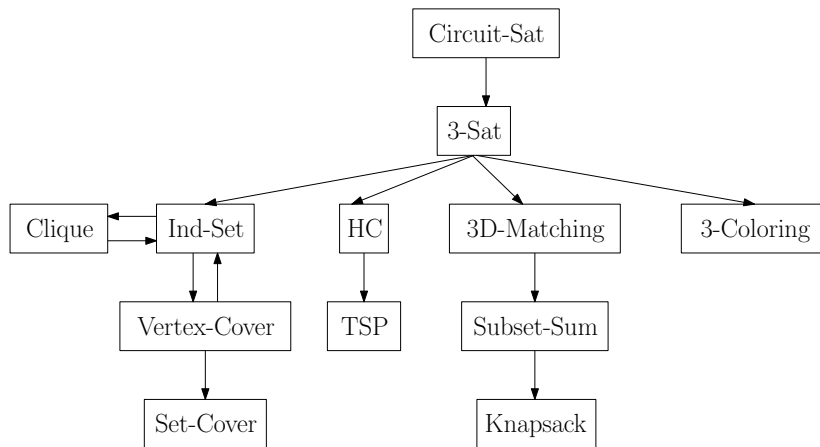 Circuit-Sat
3-Sat
Clique
Ind-Set
HC
3D-Matching
3-Coloring
Vertex-Cover
TSP
Subset-Sum
Set-Cover
Knapsack